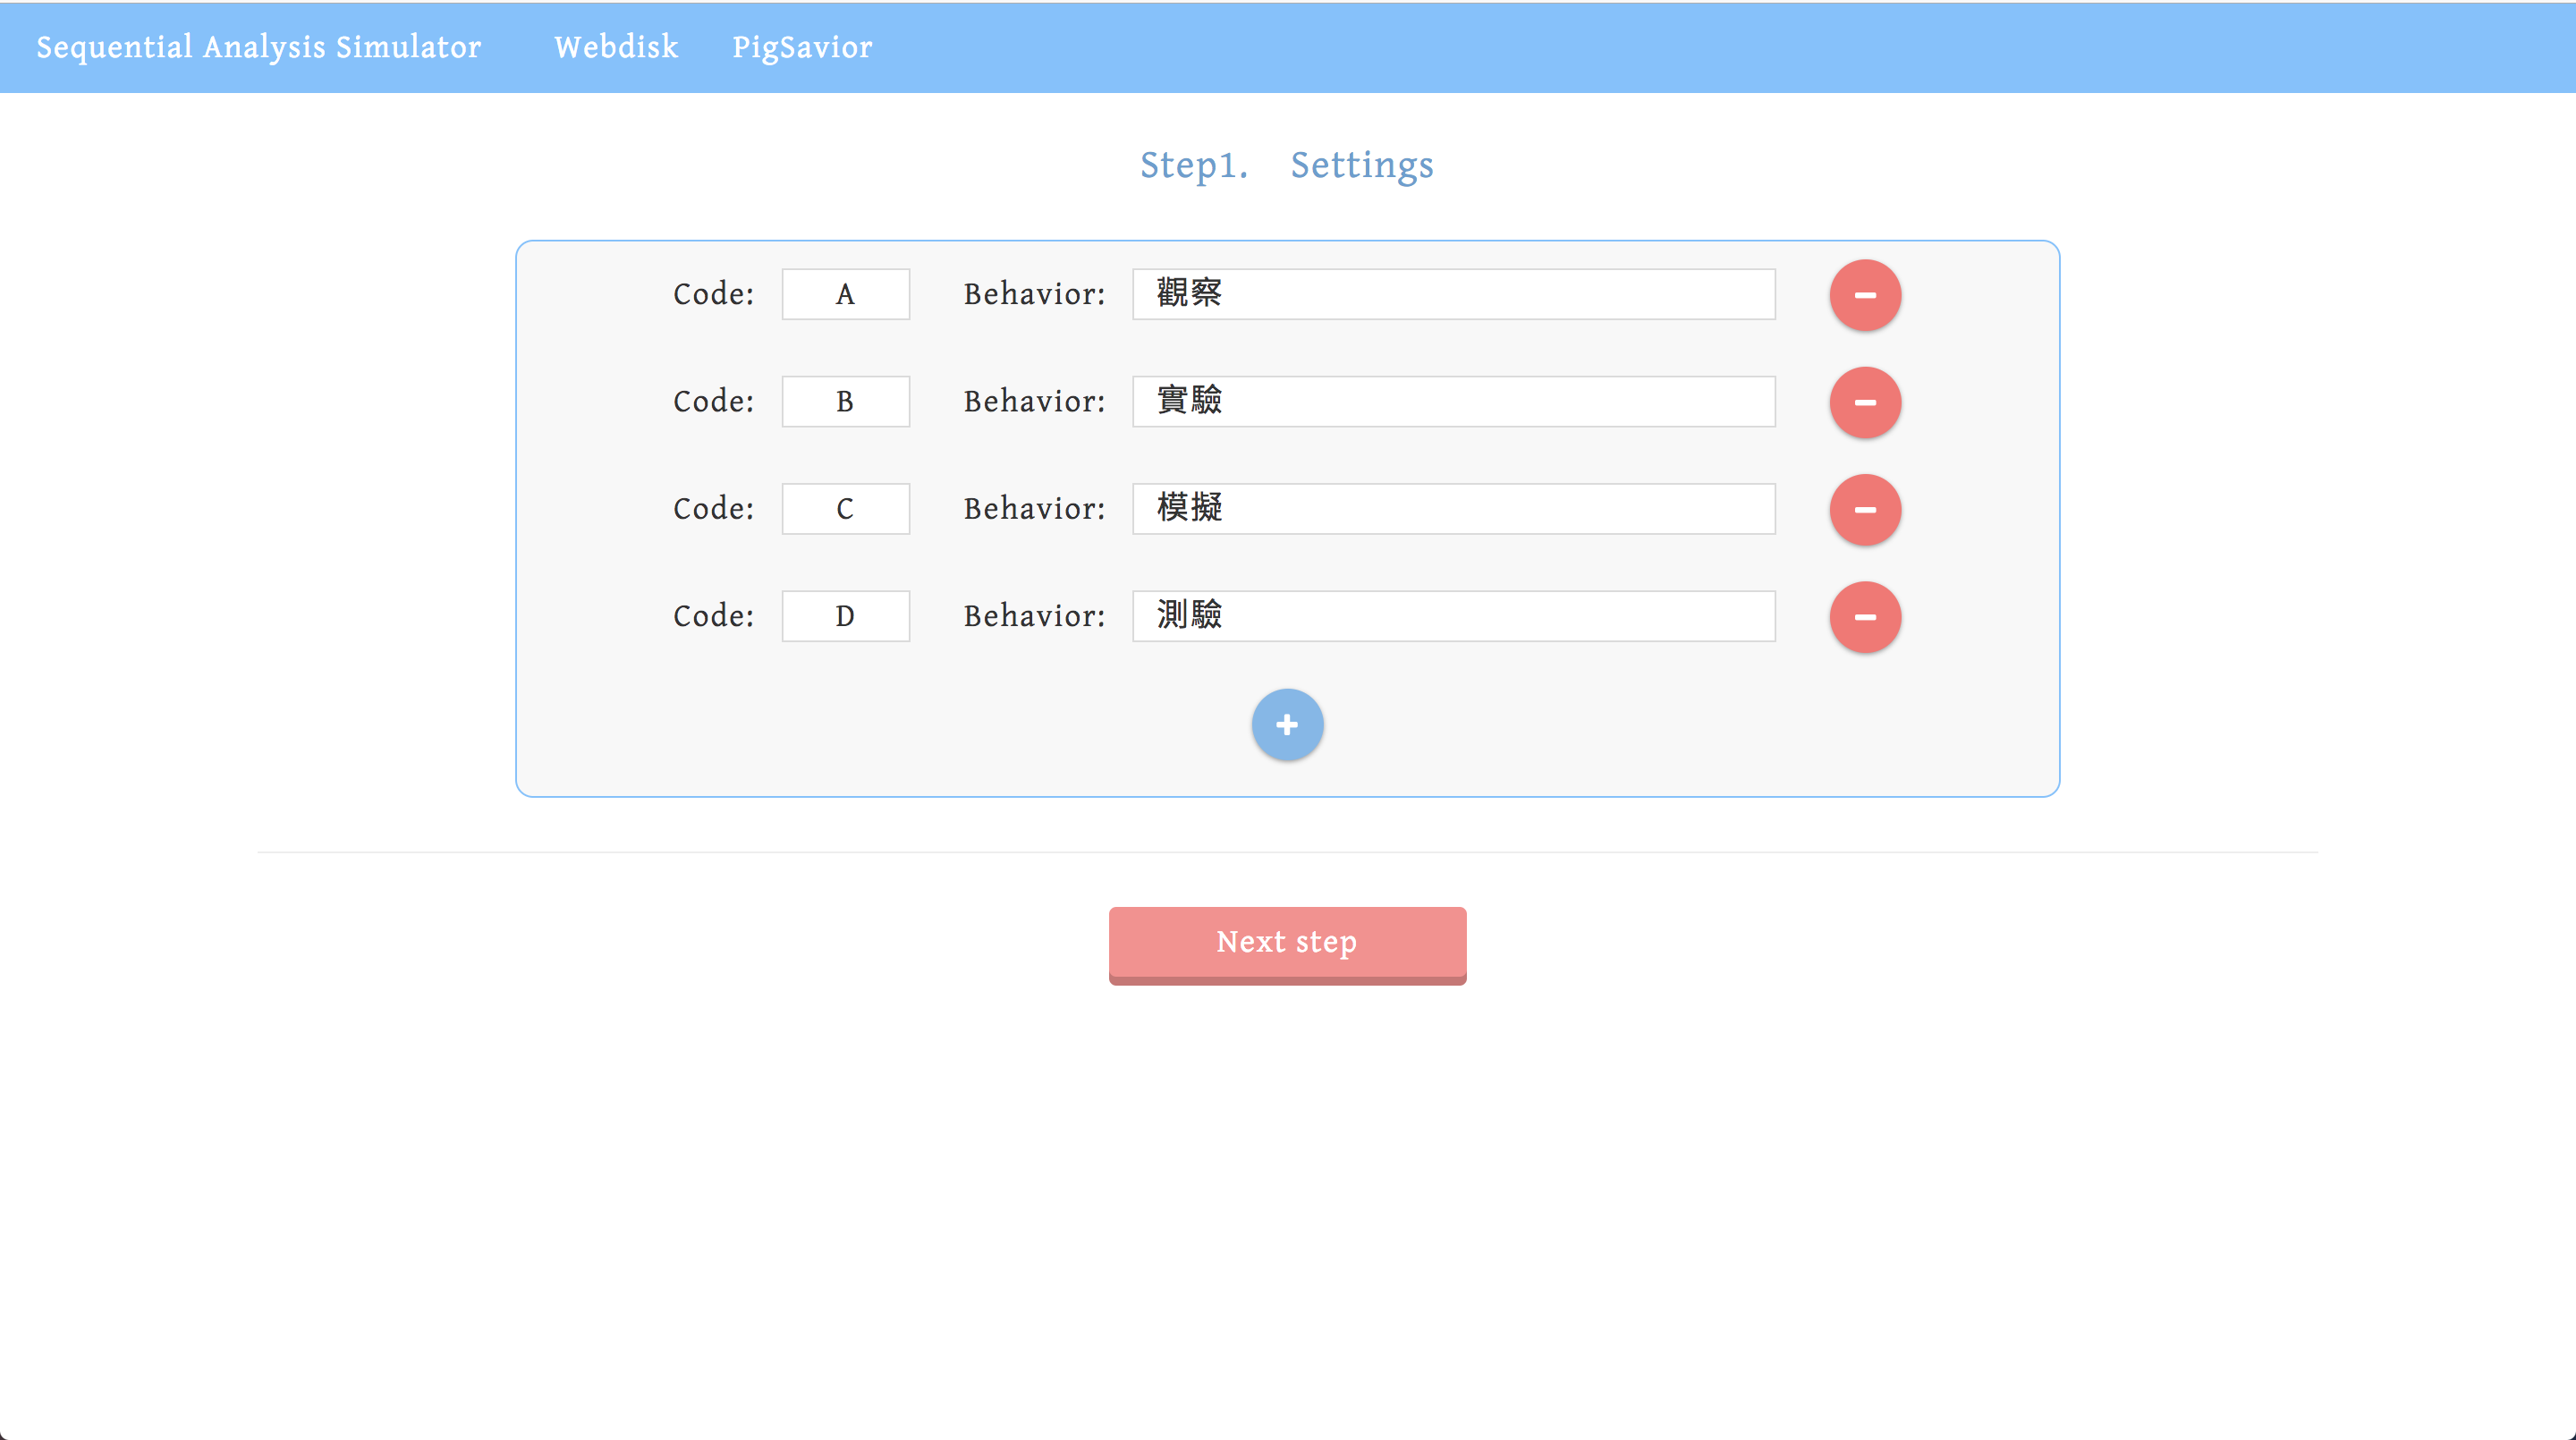 Sequential Analysis Simulator Webdisk PigSavior
Step1. Settings
Code: A Behavior: 觀察
Code: B Behavior: 實驗
Code: C Behavior: 模擬
Code: D Behavior: 測驗
Next step